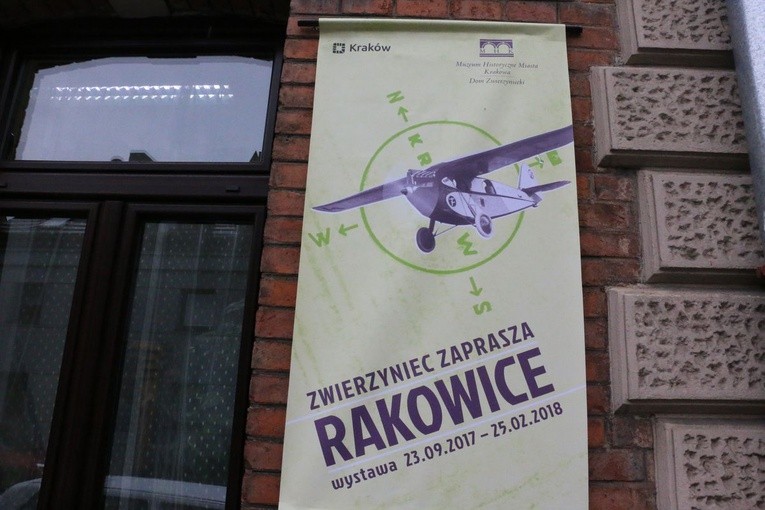 Kraków
Muzeum Historyczne Miasta
Krakowa
Dom Zwierzyniecki
N
K R
W
E
S
ZWIERZYNIEC ZAPRASZA
RAKOWICE
wystawa 23.09.2017 – 25.02.2018